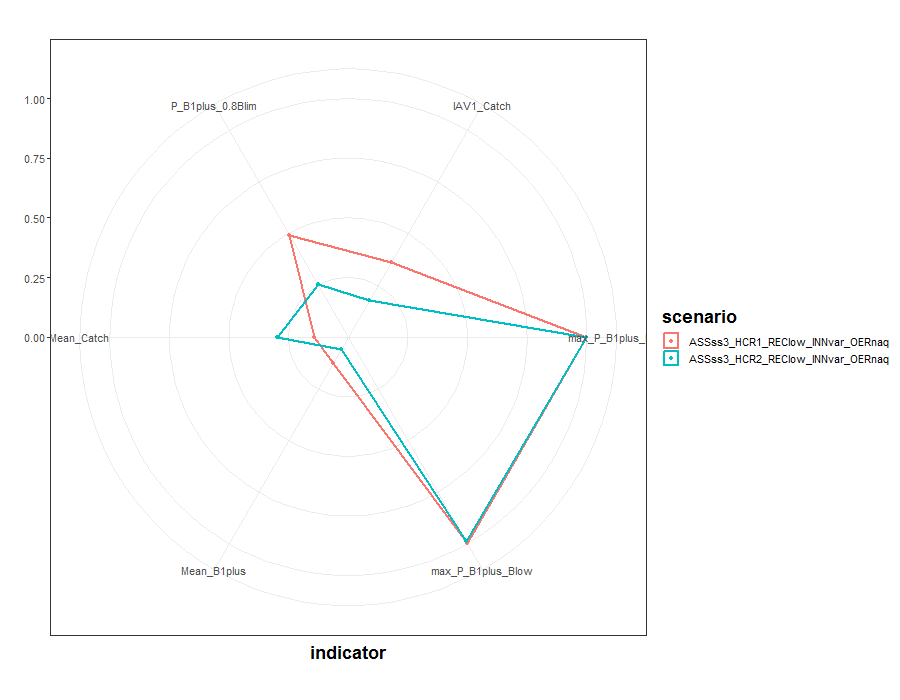 P_B1plus_0.8Blim
IAV1_Catch
1.00
0.75
0.50
0.25
0.00
Mean_Catch
max_P_B1plus_
Mean_B1plus
max_P_B1plus_Blow
indicator
scenario
ASSss3_HCR1_REClow_INNvar_OERnaq
ASSss3_HCR2_REClow_INNvar_OERnaq